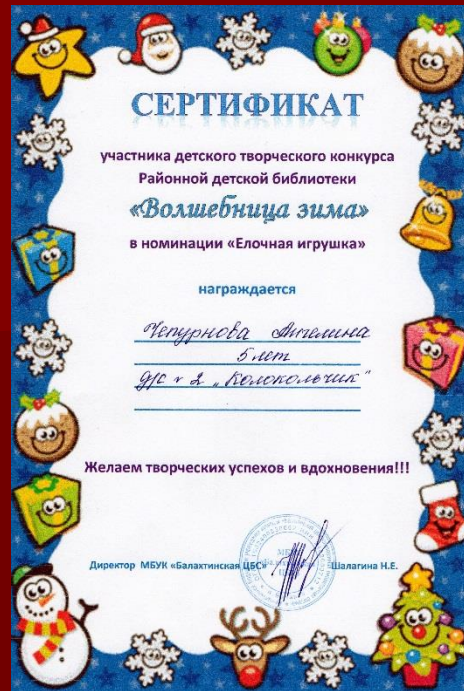 СЕРТИФИКАТ
участника детского творческого конкурса
Районной детской библиотеки
«Волшебница зима»
в номинации «Елочная игрушка»
награждается
Чепурнова Ангелина
5 лет
д/с № 2 „Колокольчик"
Желаем творческих успехов и вдохновения!!!
Директор МБУК «Балахтинская ЦБС» Шалагина Н.Е.